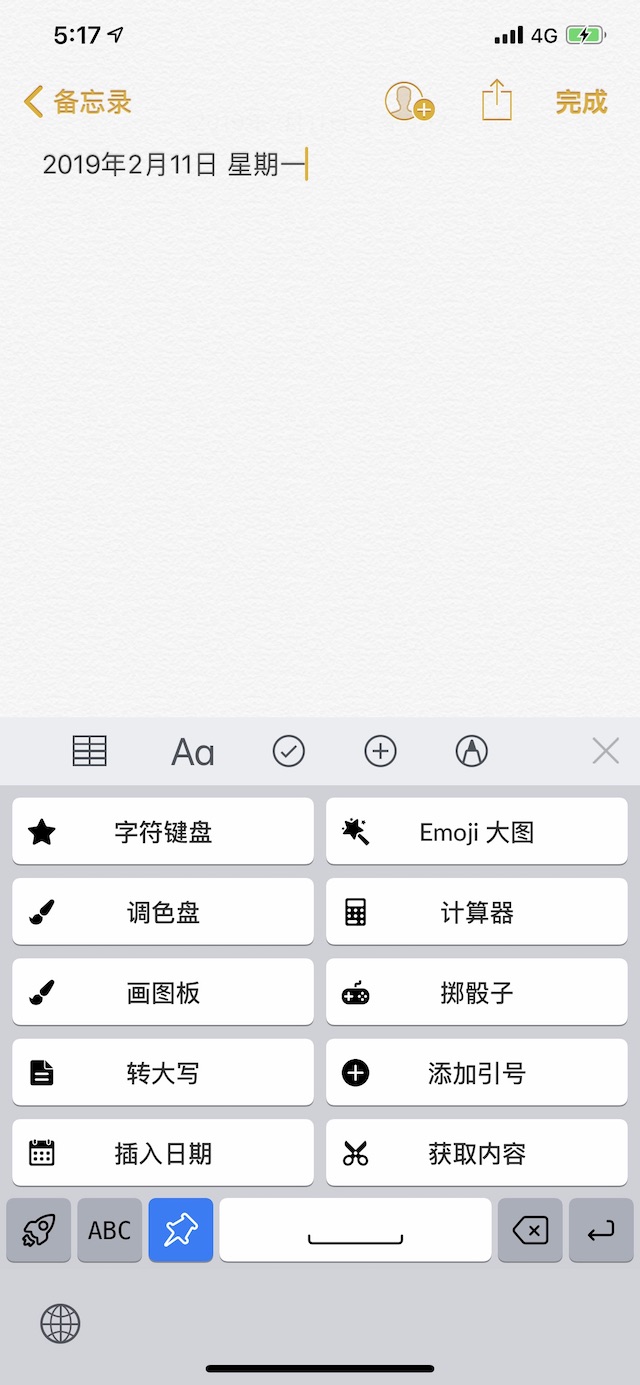 5:17 4G
备忘录 完成
2019年2月11日 星期一
Aa
字符键盘 Emoji 大图
调色盘 计算器
画图板 掷骰子
转大写 添加引号
插入日期 获取内容
ABC